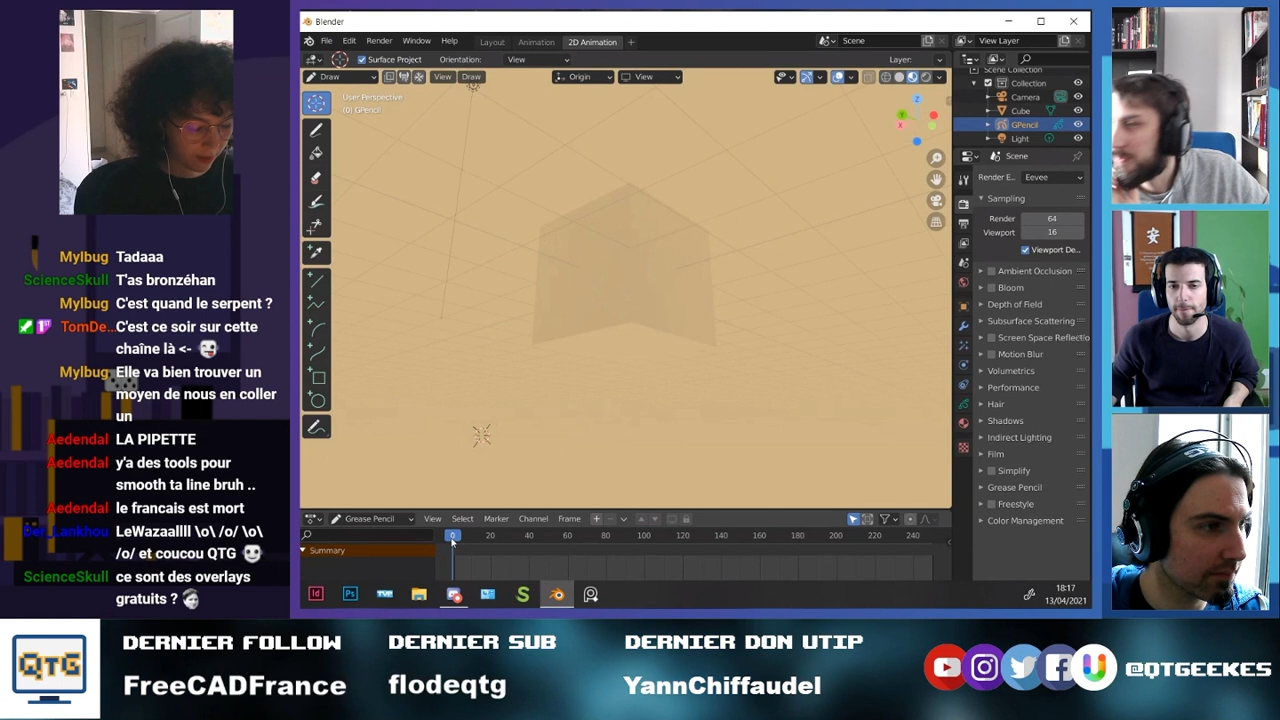 Mylbug Tadaaa
ScienceSkull T'as bronzéhan
Mylbug C'est quand le serpent ?
TomDe... C'est ce soir sur cette
chaîne là <-
Mylbug Elle va bien trouver un
moyen de nous en coller
un
Aedendal LA PIPETTE
Aedendal y'a des tools pour
smooth ta line bruh ..
Aedendal le francais est mort
LeWazaallll \o\ /o/ \o\
/o/ et coucou QTG
ScienceSkull ce sont des overlays
gratuits ?
Blender
File Edit Render Window Help Layout Animation 2D Animation + Scene View Layer
Surface Project Orientation: View Layer:
Draw View Draw Origin View
User Perspective
(0) GPencil
Scene Collection
Collection
Camera
Cube
GPencil
Light
Scene
Render E... Eevee
Sampling
Render 64
Viewport 16
Viewport De...
Ambient Occlusion
Bloom
Depth of Field
Subsurface Scattering
Screen Space Reflectio
Motion Blur
Volumetrics
Performance
Hair
Shadows
Indirect Lighting
Film
Simplify
Grease Pencil
Freestyle
Color Management
Grease Pencil View Select Marker Channel Frame
0 20 40 60 80 100 120 140 160 180 200 220 240
Summary
Id Ps TVP S
18:17
13/04/2021
安
QTG
DERNIER FOLLOW
FreeCADFrance
DERNIER SUB
flodeqtg
DERNIER DON UTIP
YannChiffaudel
@QTGEEKES